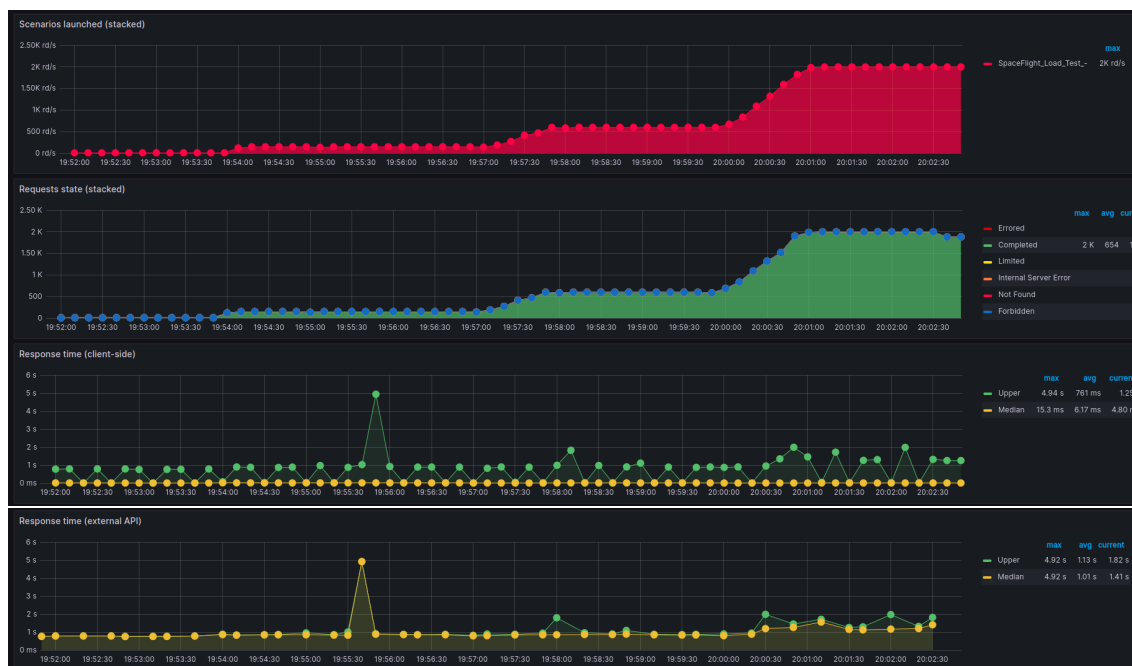 Scenarios launched (stacked)
2.50K rd/s
2K rd/s
1.50K rd/s
1K rd/s
500 rd/s
0 rd/s
19:52:00 19:52:30 19:53:00 19:53:30 19:54:00 19:54:30 19:55:00 19:55:30 19:56:00 19:56:30 19:57:00 19:57:30 19:58:00 19:58:30 19:59:00 19:59:30 20:00:00 20:00:30 20:01:00 20:01:30 20:02:00 20:02:30
max
SpaceFlight_Load_Test_- 2K rd/s
Requests state (stacked)
2.50 K
2 K
1.50 K
1 K
500
0
19:52:00 19:52:30 19:53:00 19:53:30 19:54:00 19:54:30 19:55:00 19:55:30 19:56:00 19:56:30 19:57:00 19:57:30 19:58:00 19:58:30 19:59:00 19:59:30 20:00:00 20:00:30 20:01:00 20:01:30 20:02:00 20:02:30
max avg cur
Errored
Completed 2 K 654 1
Limited
Internal Server Error
Not Found
Forbidden
Response time (client-side)
6 s
5 s
4 s
3 s
2 s
1 s
0 ms
19:52:00 19:52:30 19:53:00 19:53:30 19:54:00 19:54:30 19:55:00 19:55:30 19:56:00 19:56:30 19:57:00 19:57:30 19:58:00 19:58:30 19:59:00 19:59:30 20:00:00 20:00:30 20:01:00 20:01:30 20:02:00 20:02:30
max avg curren
Upper 4.94 s 761 ms 1.25
Median 15.3 ms 6.17 ms 4.80
Response time (external API)
6 s
5 s
4 s
3 s
2 s
1 s
0 ms
19:52:00 19:52:30 19:53:00 19:53:30 19:54:00 19:54:30 19:55:00 19:55:30 19:56:00 19:56:30 19:57:00 19:57:30 19:58:00 19:58:30 19:59:00 19:59:30 20:00:00 20:00:30 20:01:00 20:01:30 20:02:00 20:02:30
max avg current
Upper 4.92 s 1.13 s 1.82 s
Median 4.92 s 1.01 s 1.41 s